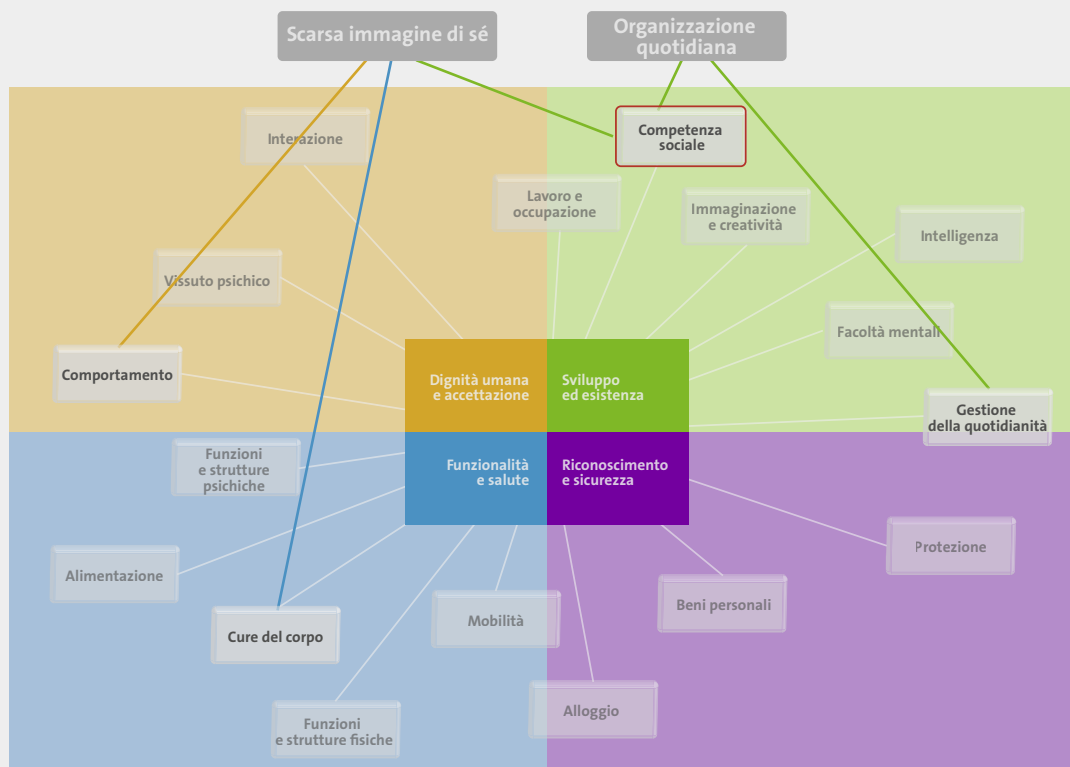 Scarsa immagine di sé
Organizzazione
quotidiana
Interazione
Competenza
sociale
Lavoro e
occupazione
Immaginazione
e creatività
Intelligenza
Vissuto psichico
Facoltà mentali
Comportamento
Dignità umana
e accettazione
Sviluppo
ed esistenza
Gestione
della quotidianità
Funzioni
e strutture
psichiche
Funzionalità
e salute
Riconoscimento
e sicurezza
Protezione
Alimentazione
Beni personali
Cure del corpo
Mobilità
Alloggio
Funzioni
e strutture fisiche